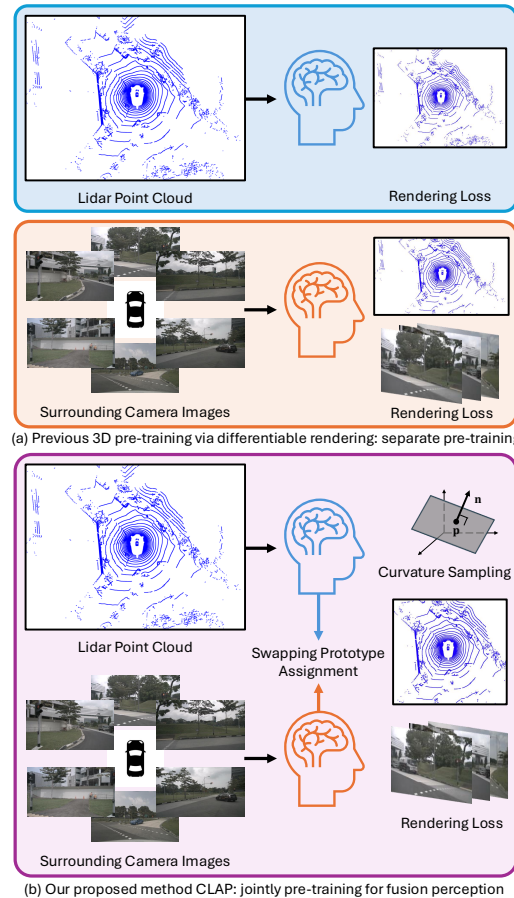 Lidar Point Cloud
Rendering Loss
Surrounding Camera Images
Rendering Loss
(a) Previous 3D pre-training via differentiable rendering: separate pre-training
n
p
Curvature Sampling
Lidar Point Cloud
Swapping Prototype
Assignment
Surrounding Camera Images
Rendering Loss
(b) Our proposed method CLAP: jointly pre-training for fusion perception